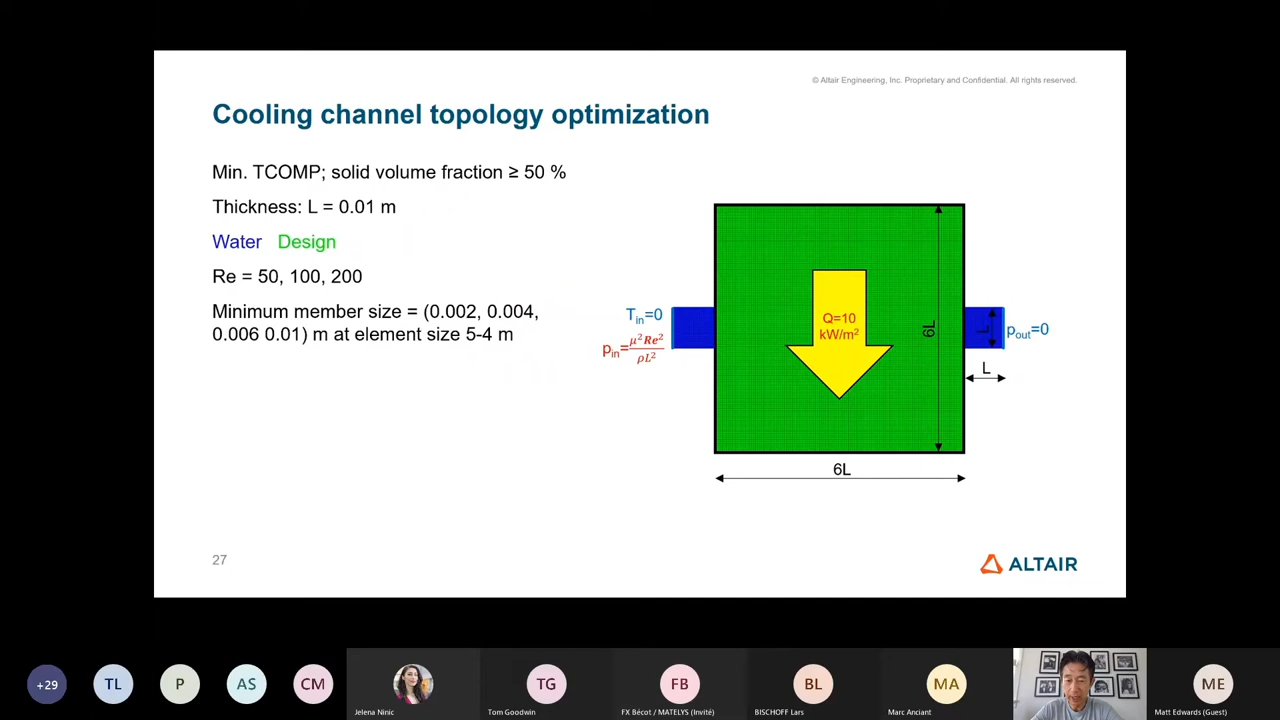 © Altair Engineering, Inc. Proprietary and Confidential. All rights reserved.
Cooling channel topology optimization
Min. TCOMP; solid volume fraction ≥ 50 %
Thickness: L = 0.01 m
Water Design
Re = 50, 100, 200
Minimum member size = (0.002, 0.004,
0.006 0.01) m at element size 5-4 m
T_in=0
p_in=μ²Re²/ρL²
Q=10
kW/m²
6L
L
p_out=0
L
6L
27
ALTAIR
+29
TL
P
AS
CM
Jelena Ninic
TG
Tom Goodwin
FB
FX Bécot / MATELYS (Invité)
BL
BISCHOFF Lars
MA
Marc Anciant
ME
Matt Edwards (Guest)